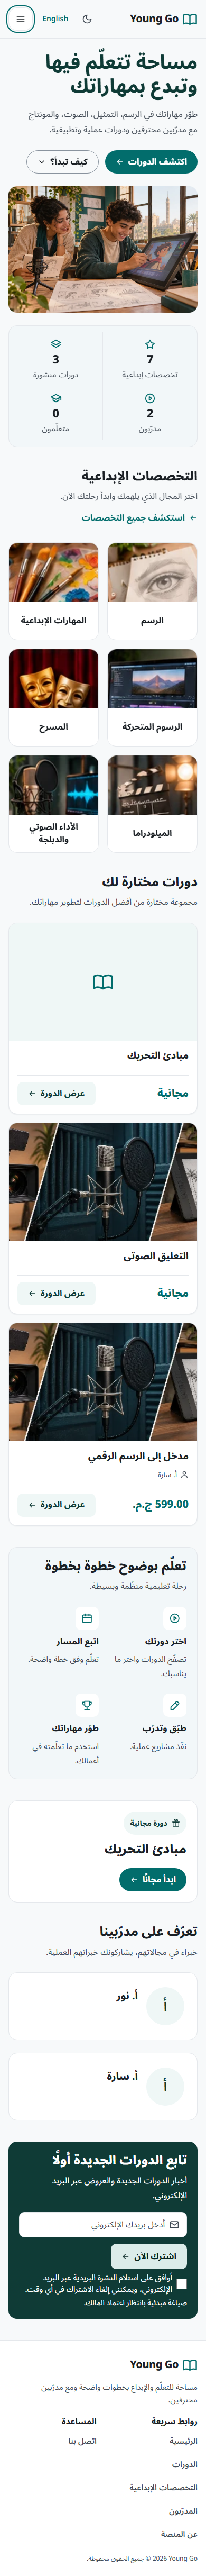 Young Go
English
مساحة تتعلّم فيها
وتبدع بمهاراتك
طوّر مهاراتك في الرسم، التمثيل، الصوت، والمونتاج
مع مدرّبين محترفين ودورات عملية وتطبيقية.
اكتشف الدورات
كيف تبدأ؟
7
تخصصات إبداعية
3
دورات منشورة
2
مدرّبون
0
متعلّمون
التخصصات الإبداعية
اختر المجال الذي يلهمك وابدأ رحلتك الآن.
استكشف جميع التخصصات
الرسم
المهارات الإبداعية
الرسوم المتحركة
المسرح
الميلودراما
الأداء الصوتي
والدبلجة
دورات مختارة لك
مجموعة مختارة من أفضل الدورات لتطوير مهاراتك.
مبادئ التحريك
مجانية
عرض الدورة
التعليق الصوتى
مجانية
عرض الدورة
مدخل إلى الرسم الرقمي
أ. سارة
599.00 ج.م.
عرض الدورة
تعلّم بوضوح خطوة بخطوة
رحلة تعليمية منظّمة وبسيطة.
اختر دورتك
تصفّح الدورات واختر ما
يناسبك.
اتبع المسار
تعلّم وفق خطة واضحة.
طبّق وتدرّب
نفّذ مشاريع عملية.
طوّر مهاراتك
استخدم ما تعلّمته في
أعمالك.
دورة مجانية
مبادئ التحريك
ابدأ مجانًا
تعرّف على مدرّبينا
خبراء في مجالاتهم، يشاركونك خبراتهم العملية.
أ
أ. نور
أ
أ. سارة
تابع الدورات الجديدة أولًا
أخبار الدورات الجديدة والعروض عبر البريد
الإلكتروني.
أدخل بريدك الإلكتروني
اشترك الآن
أوافق على استلام النشرة البريدية عبر البريد
الإلكتروني، ويمكنني إلغاء الاشتراك في أي وقت.
صياغة مبدئية بانتظار اعتماد المالك.
Young Go
مساحة للتعلّم والإبداع بخطوات واضحة ومع مدرّبين
محترفين.
روابط سريعة
الرئيسية
الدورات
التخصصات الإبداعية
المدرّبون
عن المنصة
المساعدة
اتصل بنا
Young Go 2026 © جميع الحقوق محفوظة.